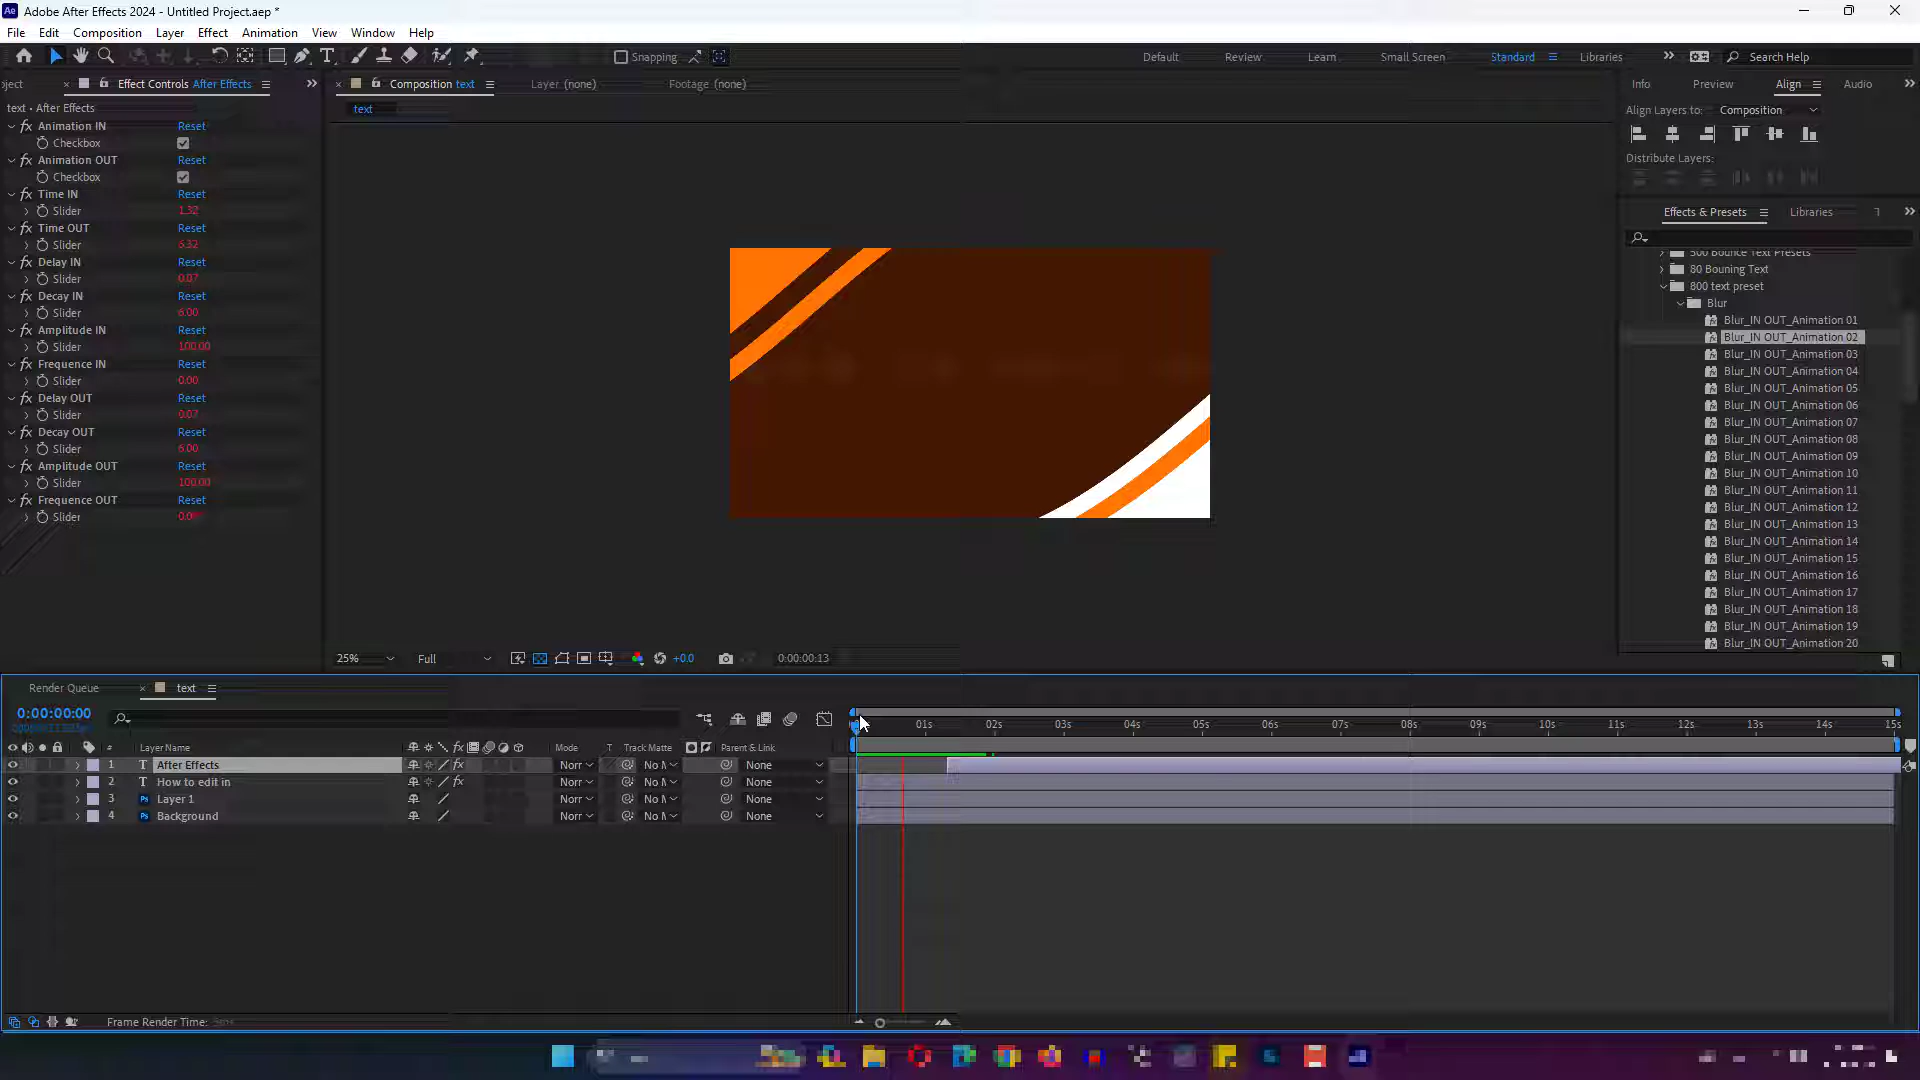 Adobe After Effects 2024 - Untitled Project.aep *
File Edit Composition Layer Effect Animation View Window Help
Snapping Default Review Learn Small Screen Standard Libraries Search Help
ject Effect Controls After Effects Composition text Layer (none) Footage (none) Info Preview Align Audio
text • After Effects
text
Align Layers to: Composition
Distribute Layers:
Animation IN Reset
Checkbox
Animation OUT Reset
Checkbox
Time IN Reset
Slider 1.32
Time OUT Reset
Slider
Delay IN Reset
Slider 0.07
Decay IN Reset
Slider 6.00
Amplitude IN Reset
Slider 100.00
Frequence IN Reset
Slider 0.00
Delay OUT Reset
Slider 0.07
Decay OUT Reset
Slider 6.00
Amplitude OUT Reset
Slider 100.00
Frequence OUT Reset
Slider
Effects & Presets Libraries
500 Bounce Text Presets
80 Bouning Text
800 text preset
Blur
Blur_IN OUT_Animation 01
Blur_IN OUT_Animation 02
Blur_IN OUT_Animation 03
Blur_IN OUT_Animation 04
Blur_IN OUT_Animation 05
Blur_IN OUT_Animation 06
Blur_IN OUT_Animation 07
Blur_IN OUT_Animation 08
Blur_IN OUT_Animation 09
Blur_IN OUT_Animation 10
Blur_IN OUT_Animation 11
Blur_IN OUT_Animation 12
Blur_IN OUT_Animation 13
Blur_IN OUT_Animation 14
Blur_IN OUT_Animation 15
Blur_IN OUT_Animation 16
Blur_IN OUT_Animation 17
Blur_IN OUT_Animation 18
Blur_IN OUT_Animation 19
Blur_IN OUT_Animation 20
25% Full +0.0 0:00:00:13
Render Queue text
0:00:00:00
01s 02s 03s 04s 05s 06s 07s 08s 09s 10s 11s 12s 13s 14s 15s
# Layer Name Mode T Track Matte Parent & Link
1 T After Effects Norr No M None
2 T How to edit in Norr No M None
3 Ps Layer 1 Norr No M None
4 Ps Background Norr No M None
Frame Render Time: